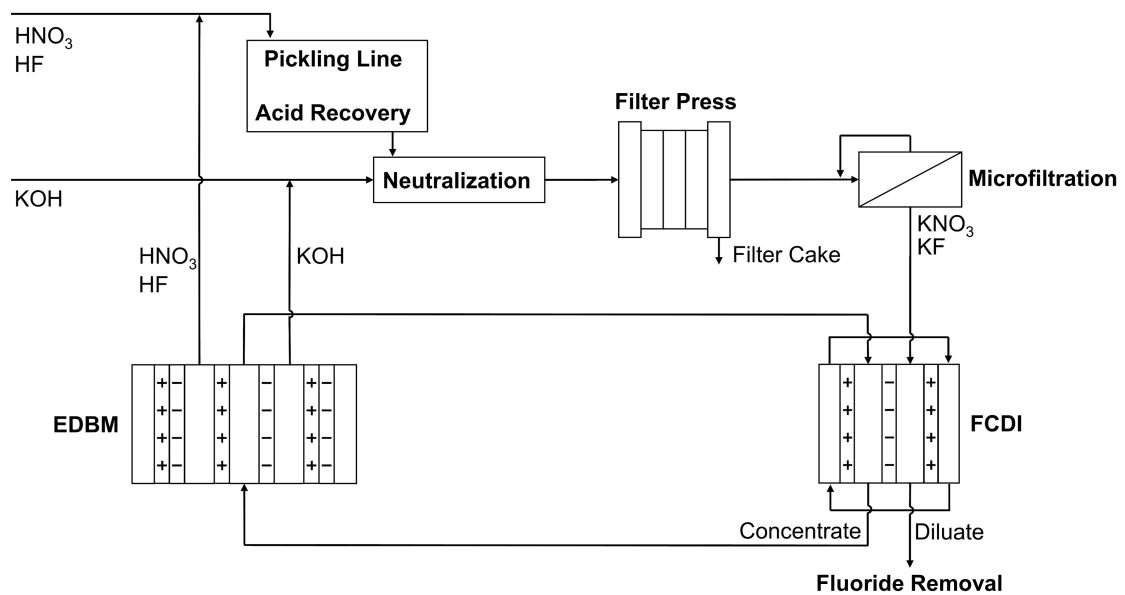 HNO₃
HF
Pickling Line
Acid Recovery
Filter Press
KOH
Neutralization
Microfiltration
KNO₃
KF
Filter Cake
HNO₃
HF
KOH
EDBM
+ − + − + −
+ − + − + −
+ − + − + −
+ − + − + −
FCDI
+ − +
+ − +
+ − +
+ − +
Concentrate
Diluate
Fluoride Removal